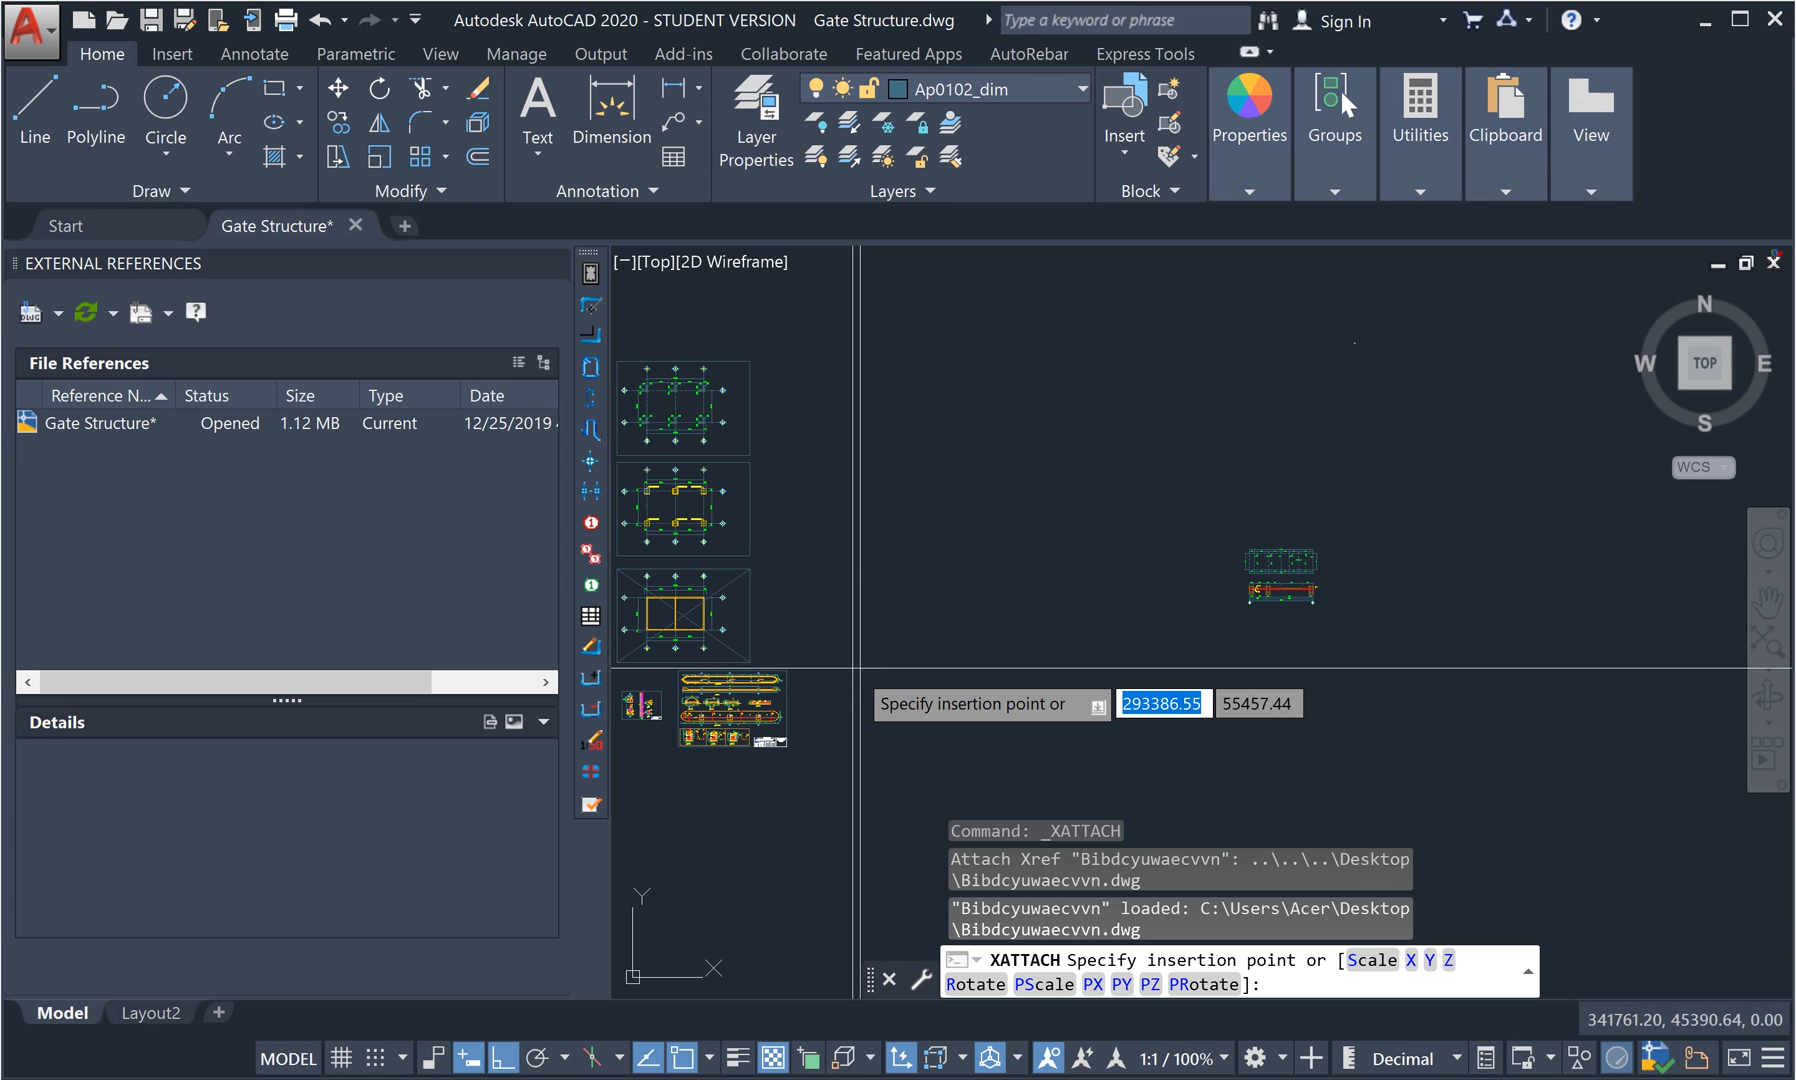 Autodesk AutoCAD 2020 - STUDENT VERSION Gate Structure.dwg
Type a keyword or phrase
Sign In
Home Insert Annotate Parametric View Manage Output Add-ins Collaborate Featured Apps AutoRebar Express Tools
Line Polyline Circle Arc
Text Dimension
Layer Properties
Ap0102_dim
Insert
Properties Groups Utilities Clipboard View
Draw Modify Annotation Layers Block
Start Gate Structure*
EXTERNAL REFERENCES
[−][Top][2D Wireframe]
DWG
N
W TOP E
S
WCS
File References
Reference N... Status Size Type Date
Gate Structure* Opened 1.12 MB Current 12/25/2019
Details
Specify insertion point or 293386.55 55457.44
Command: _XATTACH
Attach Xref "Bibdcyuwaecvvn": ..\..\..\Desktop
\Bibdcyuwaecvvn.dwg
"Bibdcyuwaecvvn" loaded: C:\Users\Acer\Desktop
\Bibdcyuwaecvvn.dwg
XATTACH Specify insertion point or [Scale X Y Z
Rotate PScale PX PY PZ PRotate]:
Y
X
Model Layout2
341761.20, 45390.64, 0.00
MODEL 1:1 / 100% Decimal